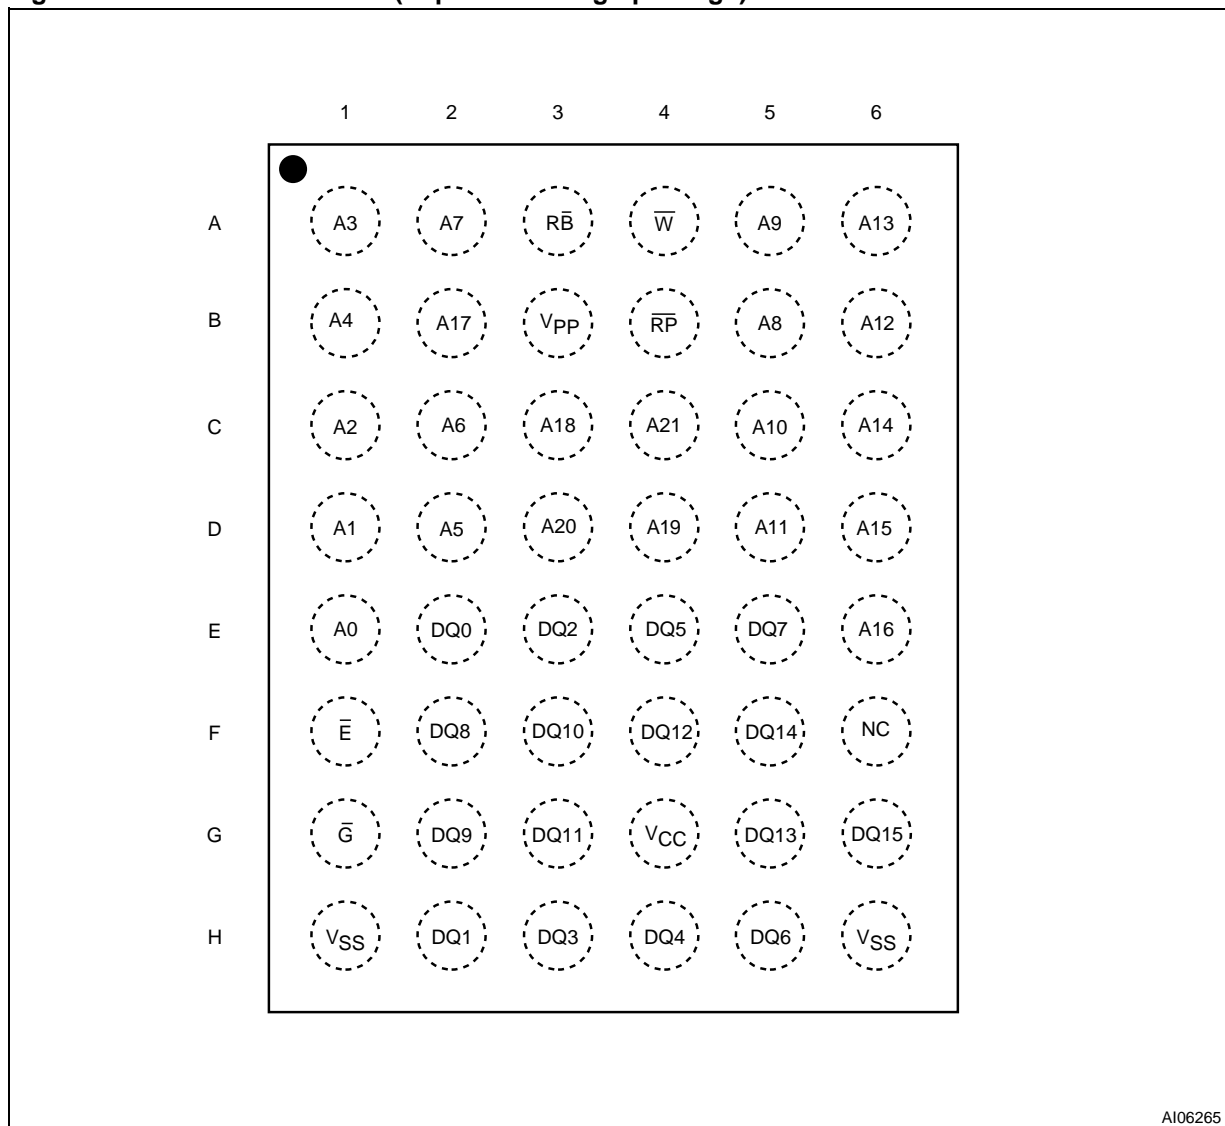 1 2 3 4 5 6
A A3 A7 RB̅ W̅ A9 A13
B A4 A17 VPP R̅P̅ A8 A12
C A2 A6 A18 A21 A10 A14
D A1 A5 A20 A19 A11 A15
E A0 DQ0 DQ2 DQ5 DQ7 A16
F E̅ DQ8 DQ10 DQ12 DQ14 NC
G G̅ DQ9 DQ11 VCC DQ13 DQ15
H VSS DQ1 DQ3 DQ4 DQ6 VSS
AI06265